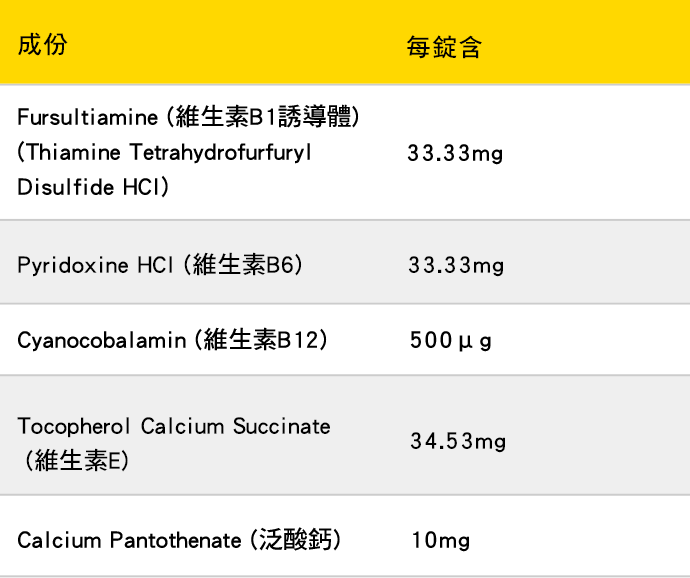 成份
每錠含
Fursultiamine (維生素B1誘導體)
(Thiamine Tetrahydrofurfuryl
Disulfide HCl)
33.33mg
Pyridoxine HCl (維生素B6)
33.33mg
Cyanocobalamin (維生素B12)
500μg
Tocopherol Calcium Succinate
(維生素E)
34.53mg
Calcium Pantothenate (泛酸鈣)
10mg